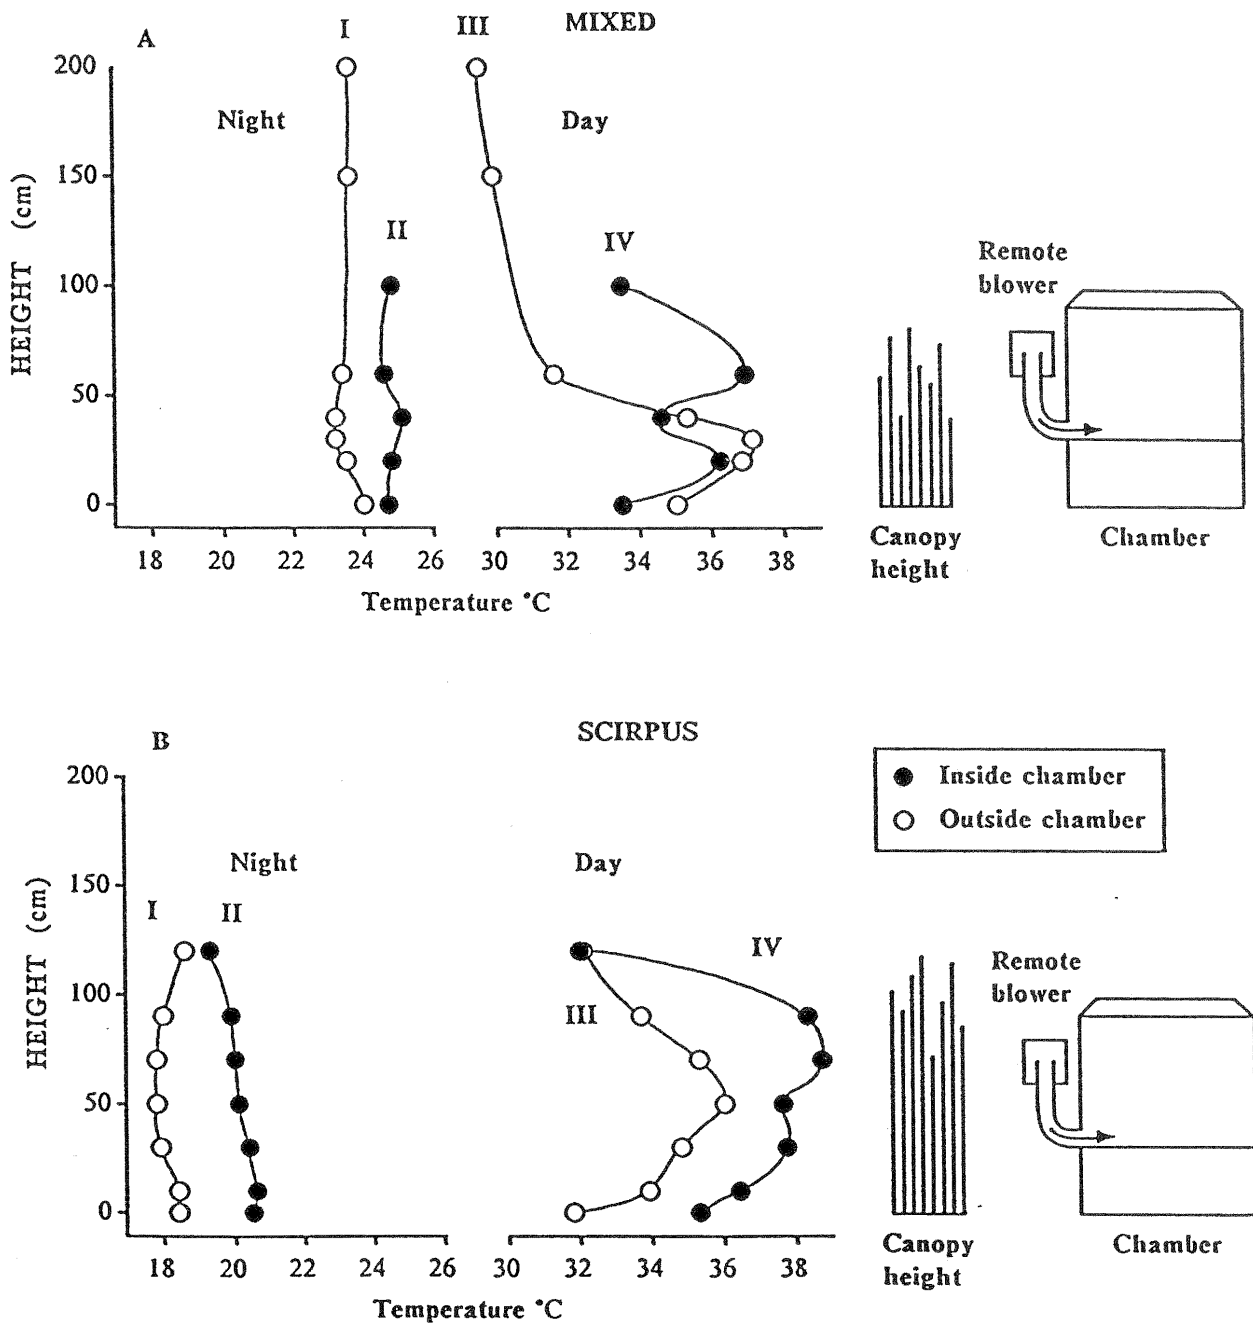 A
I
III
MIXED
200
150
100
50
0
HEIGHT (cm)
Night
Day
II
IV
18
20
22
24
26
30
32
34
36
38
Temperature °C
Remote
blower
Canopy
height
Chamber
B
SCIRPUS
200
150
100
50
0
HEIGHT (cm)
Night
Day
I
II
III
IV
18
20
22
24
26
30
32
34
36
38
Temperature °C
Inside chamber
Outside chamber
Remote
blower
Canopy
height
Chamber